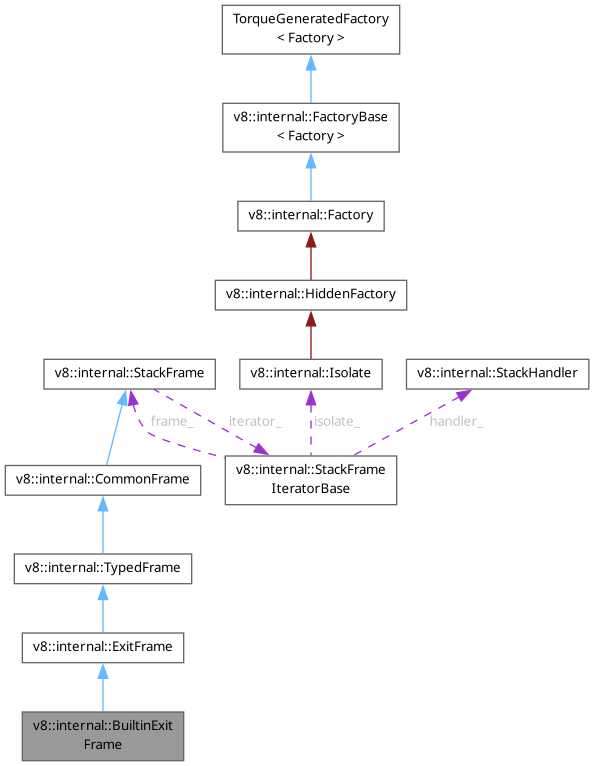 TorqueGeneratedFactory
< Factory >
v8::internal::FactoryBase
< Factory >
v8::internal::Factory
v8::internal::HiddenFactory
v8::internal::StackFrame
v8::internal::Isolate
v8::internal::StackHandler
frame_
iterator_
isolate_
handler_
v8::internal::CommonFrame
v8::internal::StackFrame
IteratorBase
v8::internal::TypedFrame
v8::internal::ExitFrame
v8::internal::BuiltinExit
Frame